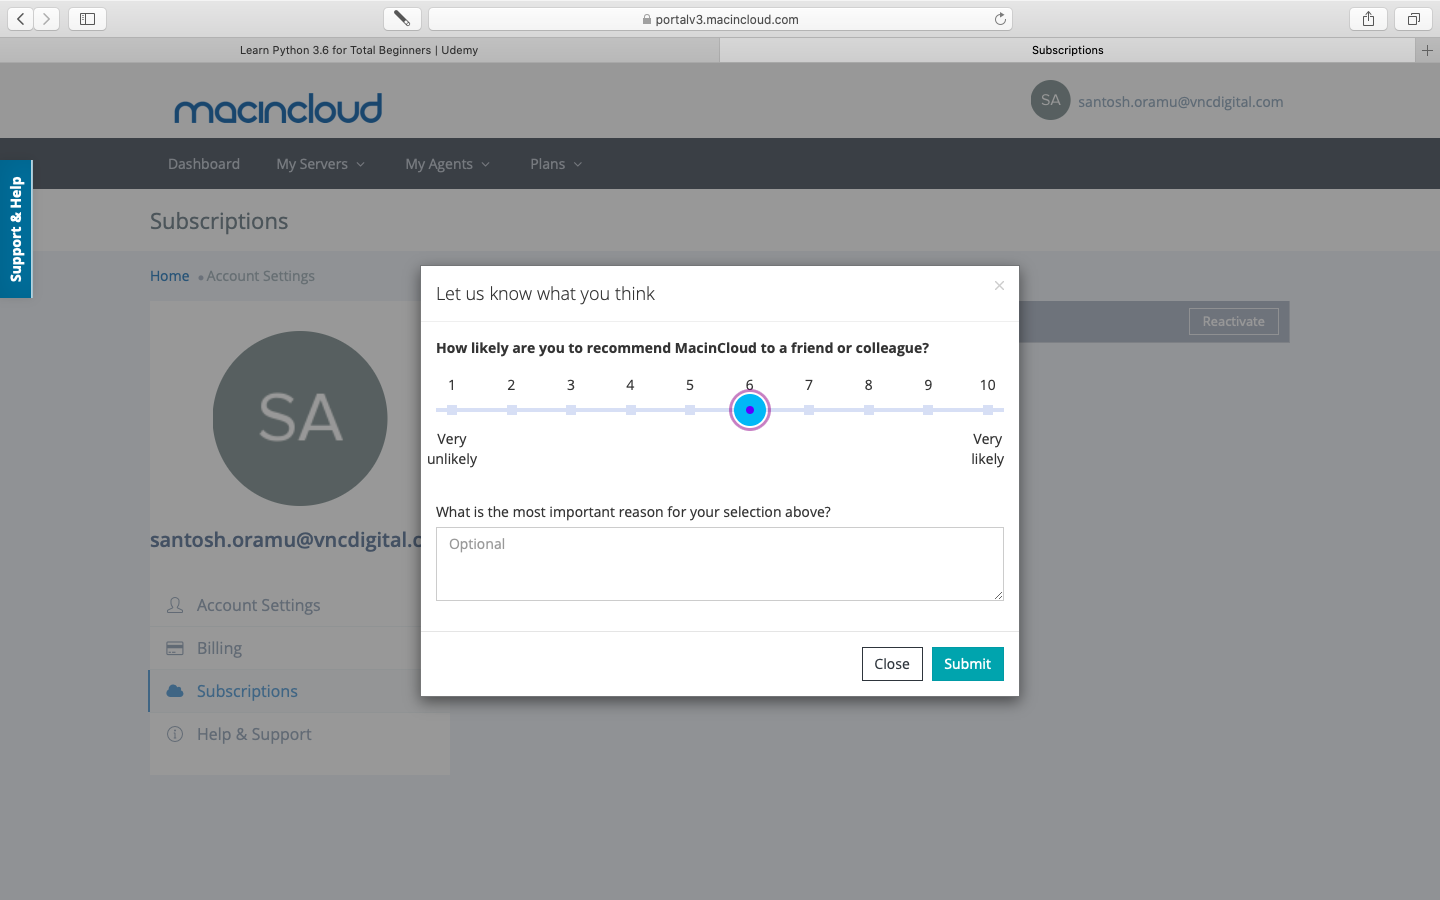 portalv3.macincloud.com
Learn Python 3.6 for Total Beginners | Udemy
Subscriptions
macincloud
SA
santosh.oramu@vncdigital.com
Dashboard
My Servers
My Agents
Plans
Support & Help
Subscriptions
Home
Account Settings
Reactivate
SA
santosh.oramu@vncdigital.c
Account Settings
Billing
Subscriptions
Help & Support
Let us know what you think
×
How likely are you to recommend MacinCloud to a friend or colleague?
1 2 3 4 5 6 7 8 9 10
Very unlikely
Very likely
What is the most important reason for your selection above?
Optional
Close
Submit